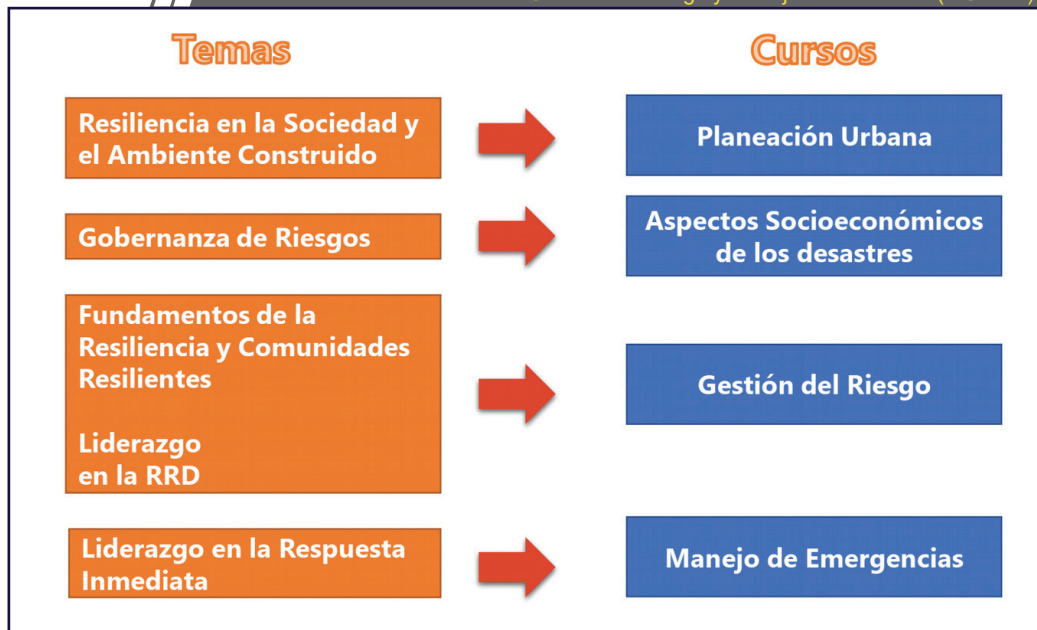 Temas
Cursos
Resiliencia en la Sociedad y
el Ambiente Construido
Planeación Urbana
Gobernanza de Riesgos
Aspectos Socioeconómicos
de los desastres
Fundamentos de la
Resiliencia y Comunidades
Resilientes
Liderazgo
en la RRD
Gestión del Riesgo
Liderazgo en la Respuesta
Inmediata
Manejo de Emergencias